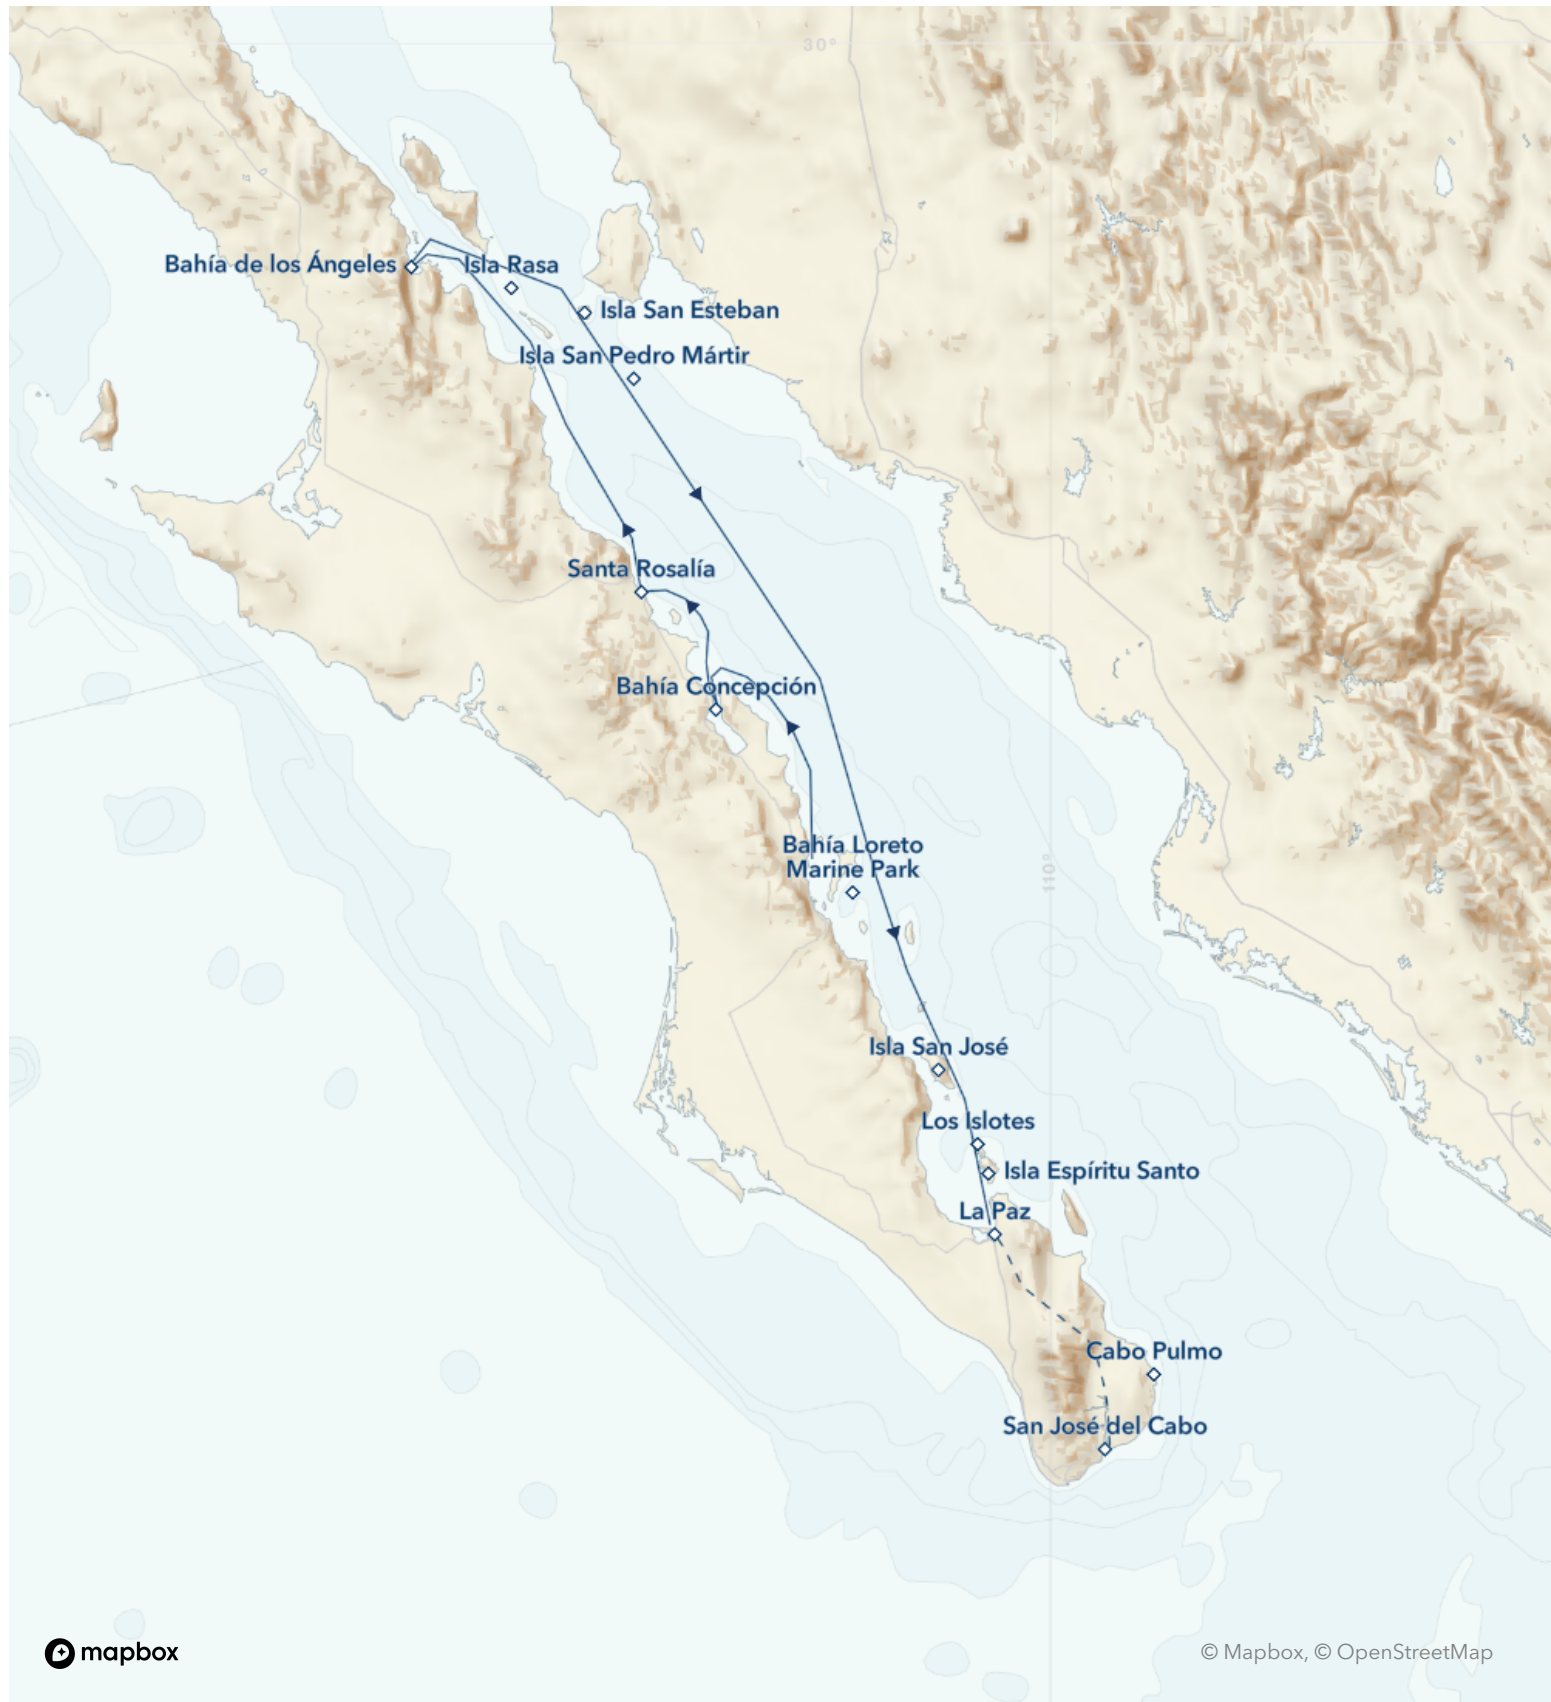 30°
Bahía de los Ángeles
Isla Rasa
Isla San Esteban
Isla San Pedro Mártir
Santa Rosalía
Bahía Concepción
Bahía Loreto
Marine Park
110°
Isla San José
Los Islotes
Isla Espíritu Santo
La Paz
Cabo Pulmo
San José del Cabo
mapbox
© Mapbox, © OpenStreetMap